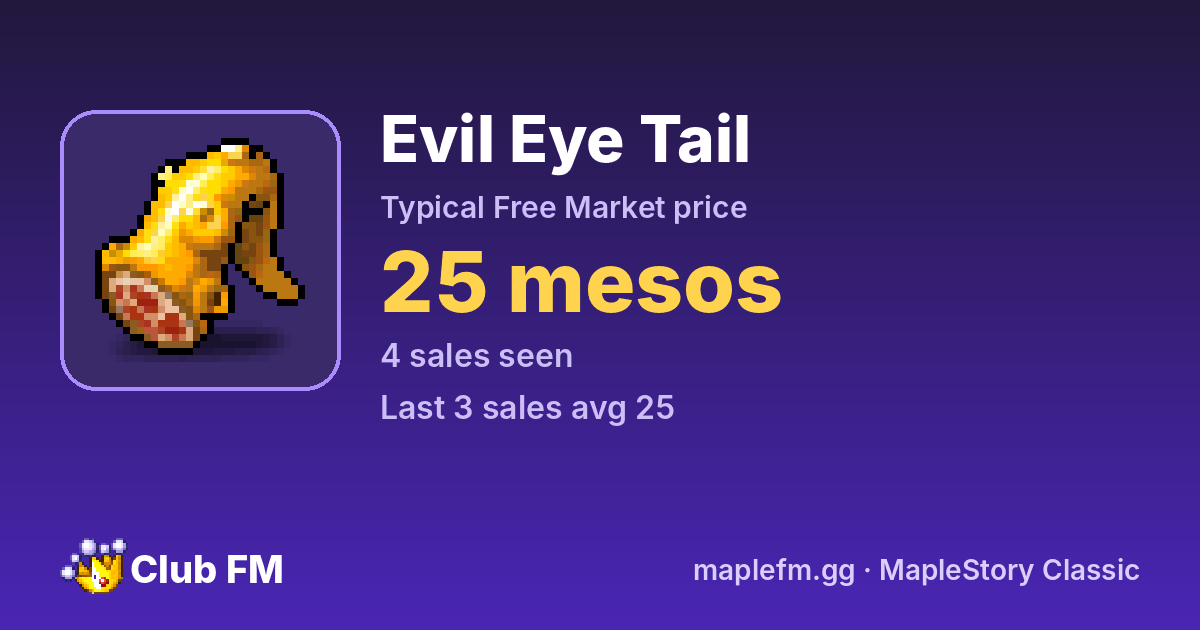 Evil Eye Tail
Typical Free Market price
25 mesos
4 sales seen
Last 3 sales avg 25
Club FM
maplefm.gg · MapleStory Classic